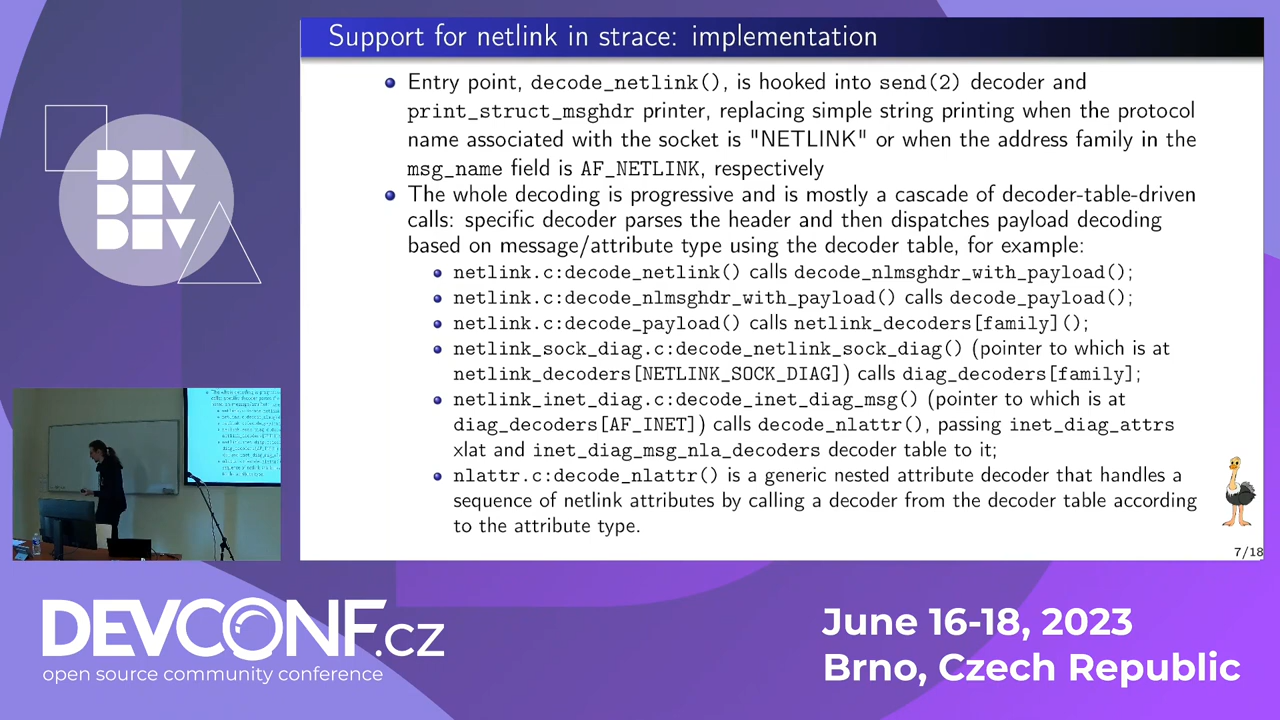 Support for netlink in strace: implementation
Entry point, decode_netlink(), is hooked into send(2) decoder and
print_struct_msghdr printer, replacing simple string printing when the protocol
name associated with the socket is "NETLINK" or when the address family in the
msg_name field is AF_NETLINK, respectively
The whole decoding is progressive and is mostly a cascade of decoder-table-driven
calls: specific decoder parses the header and then dispatches payload decoding
based on message/attribute type using the decoder table, for example:
netlink.c:decode_netlink() calls decode_nlmsghdr_with_payload();
netlink.c:decode_nlmsghdr_with_payload() calls decode_payload();
netlink.c:decode_payload() calls netlink_decoders[family]();
netlink_sock_diag.c:decode_netlink_sock_diag() (pointer to which is at
netlink_decoders[NETLINK_SOCK_DIAG]) calls diag_decoders[family];
netlink_inet_diag.c:decode_inet_diag_msg() (pointer to which is at
diag_decoders[AF_INET]) calls decode_nlattr(), passing inet_diag_attrs
xlat and inet_diag_msg_nla_decoders decoder table to it;
nlattr.c:decode_nlattr() is a generic nested attribute decoder that handles a
sequence of netlink attributes by calling a decoder from the decoder table according
to the attribute type.
7/18
DEV
DEV
DEV
DEVCONF.cz
open source community conference
June 16-18, 2023
Brno, Czech Republic